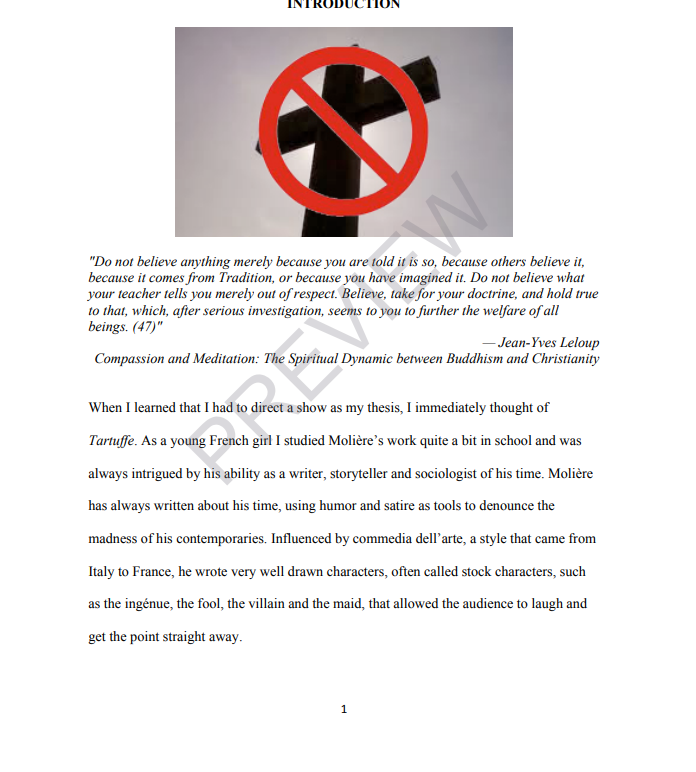 INTRODUCTION
"Do not believe anything merely because you are told it is so, because others believe it,
because it comes from Tradition, or because you have imagined it. Do not believe what
your teacher tells you merely out of respect. Believe, take for your doctrine, and hold true
to that, which, after serious investigation, seems to you to further the welfare of all
beings. (47)"
— Jean-Yves Leloup
Compassion and Meditation: The Spiritual Dynamic between Buddhism and Christianity
When I learned that I had to direct a show as my thesis, I immediately thought of
Tartuffe. As a young French girl I studied Molière’s work quite a bit in school and was
always intrigued by his ability as a writer, storyteller and sociologist of his time. Molière
has always written about his time, using humor and satire as tools to denounce the
madness of his contemporaries. Influenced by commedia dell’arte, a style that came from
Italy to France, he wrote very well drawn characters, often called stock characters, such
as the ingénue, the fool, the villain and the maid, that allowed the audience to laugh and
get the point straight away.
1
PREVIEW